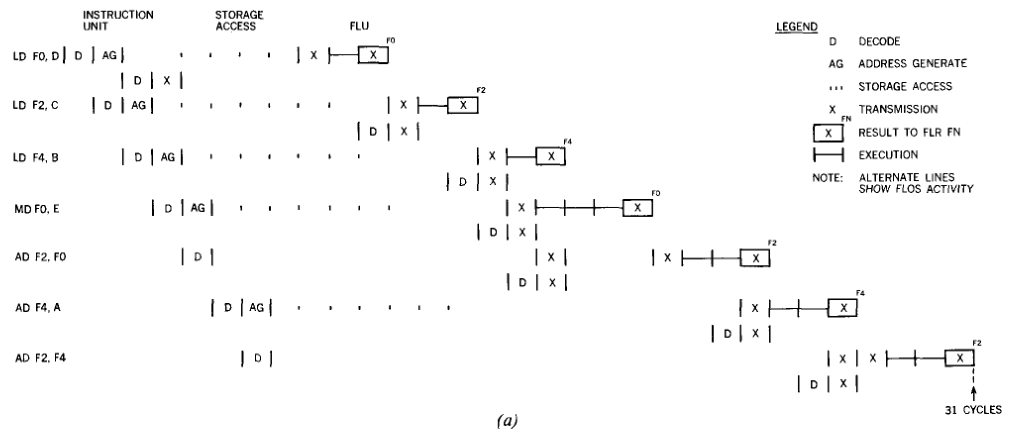 INSTRUCTION UNIT STORAGE ACCESS FLU LEGEND
D DECODE
AG ADDRESS GENERATE
STORAGE ACCESS
X TRANSMISSION
FN
X RESULT TO FLR FN
EXECUTION
NOTE: ALTERNATE LINES
SHOW FLOS ACTIVITY
LD F0, D D AG X X F0
D X
LD F2, C D AG X X F2
D X
LD F4, B D AG X X F4
D X
MD F0, E D AG X X F0
D X
AD F2, F0 D X X X F2
D X
AD F4, A D AG X X F4
D X
AD F2, F4 D X X X F2
D X
31 CYCLES
(a)